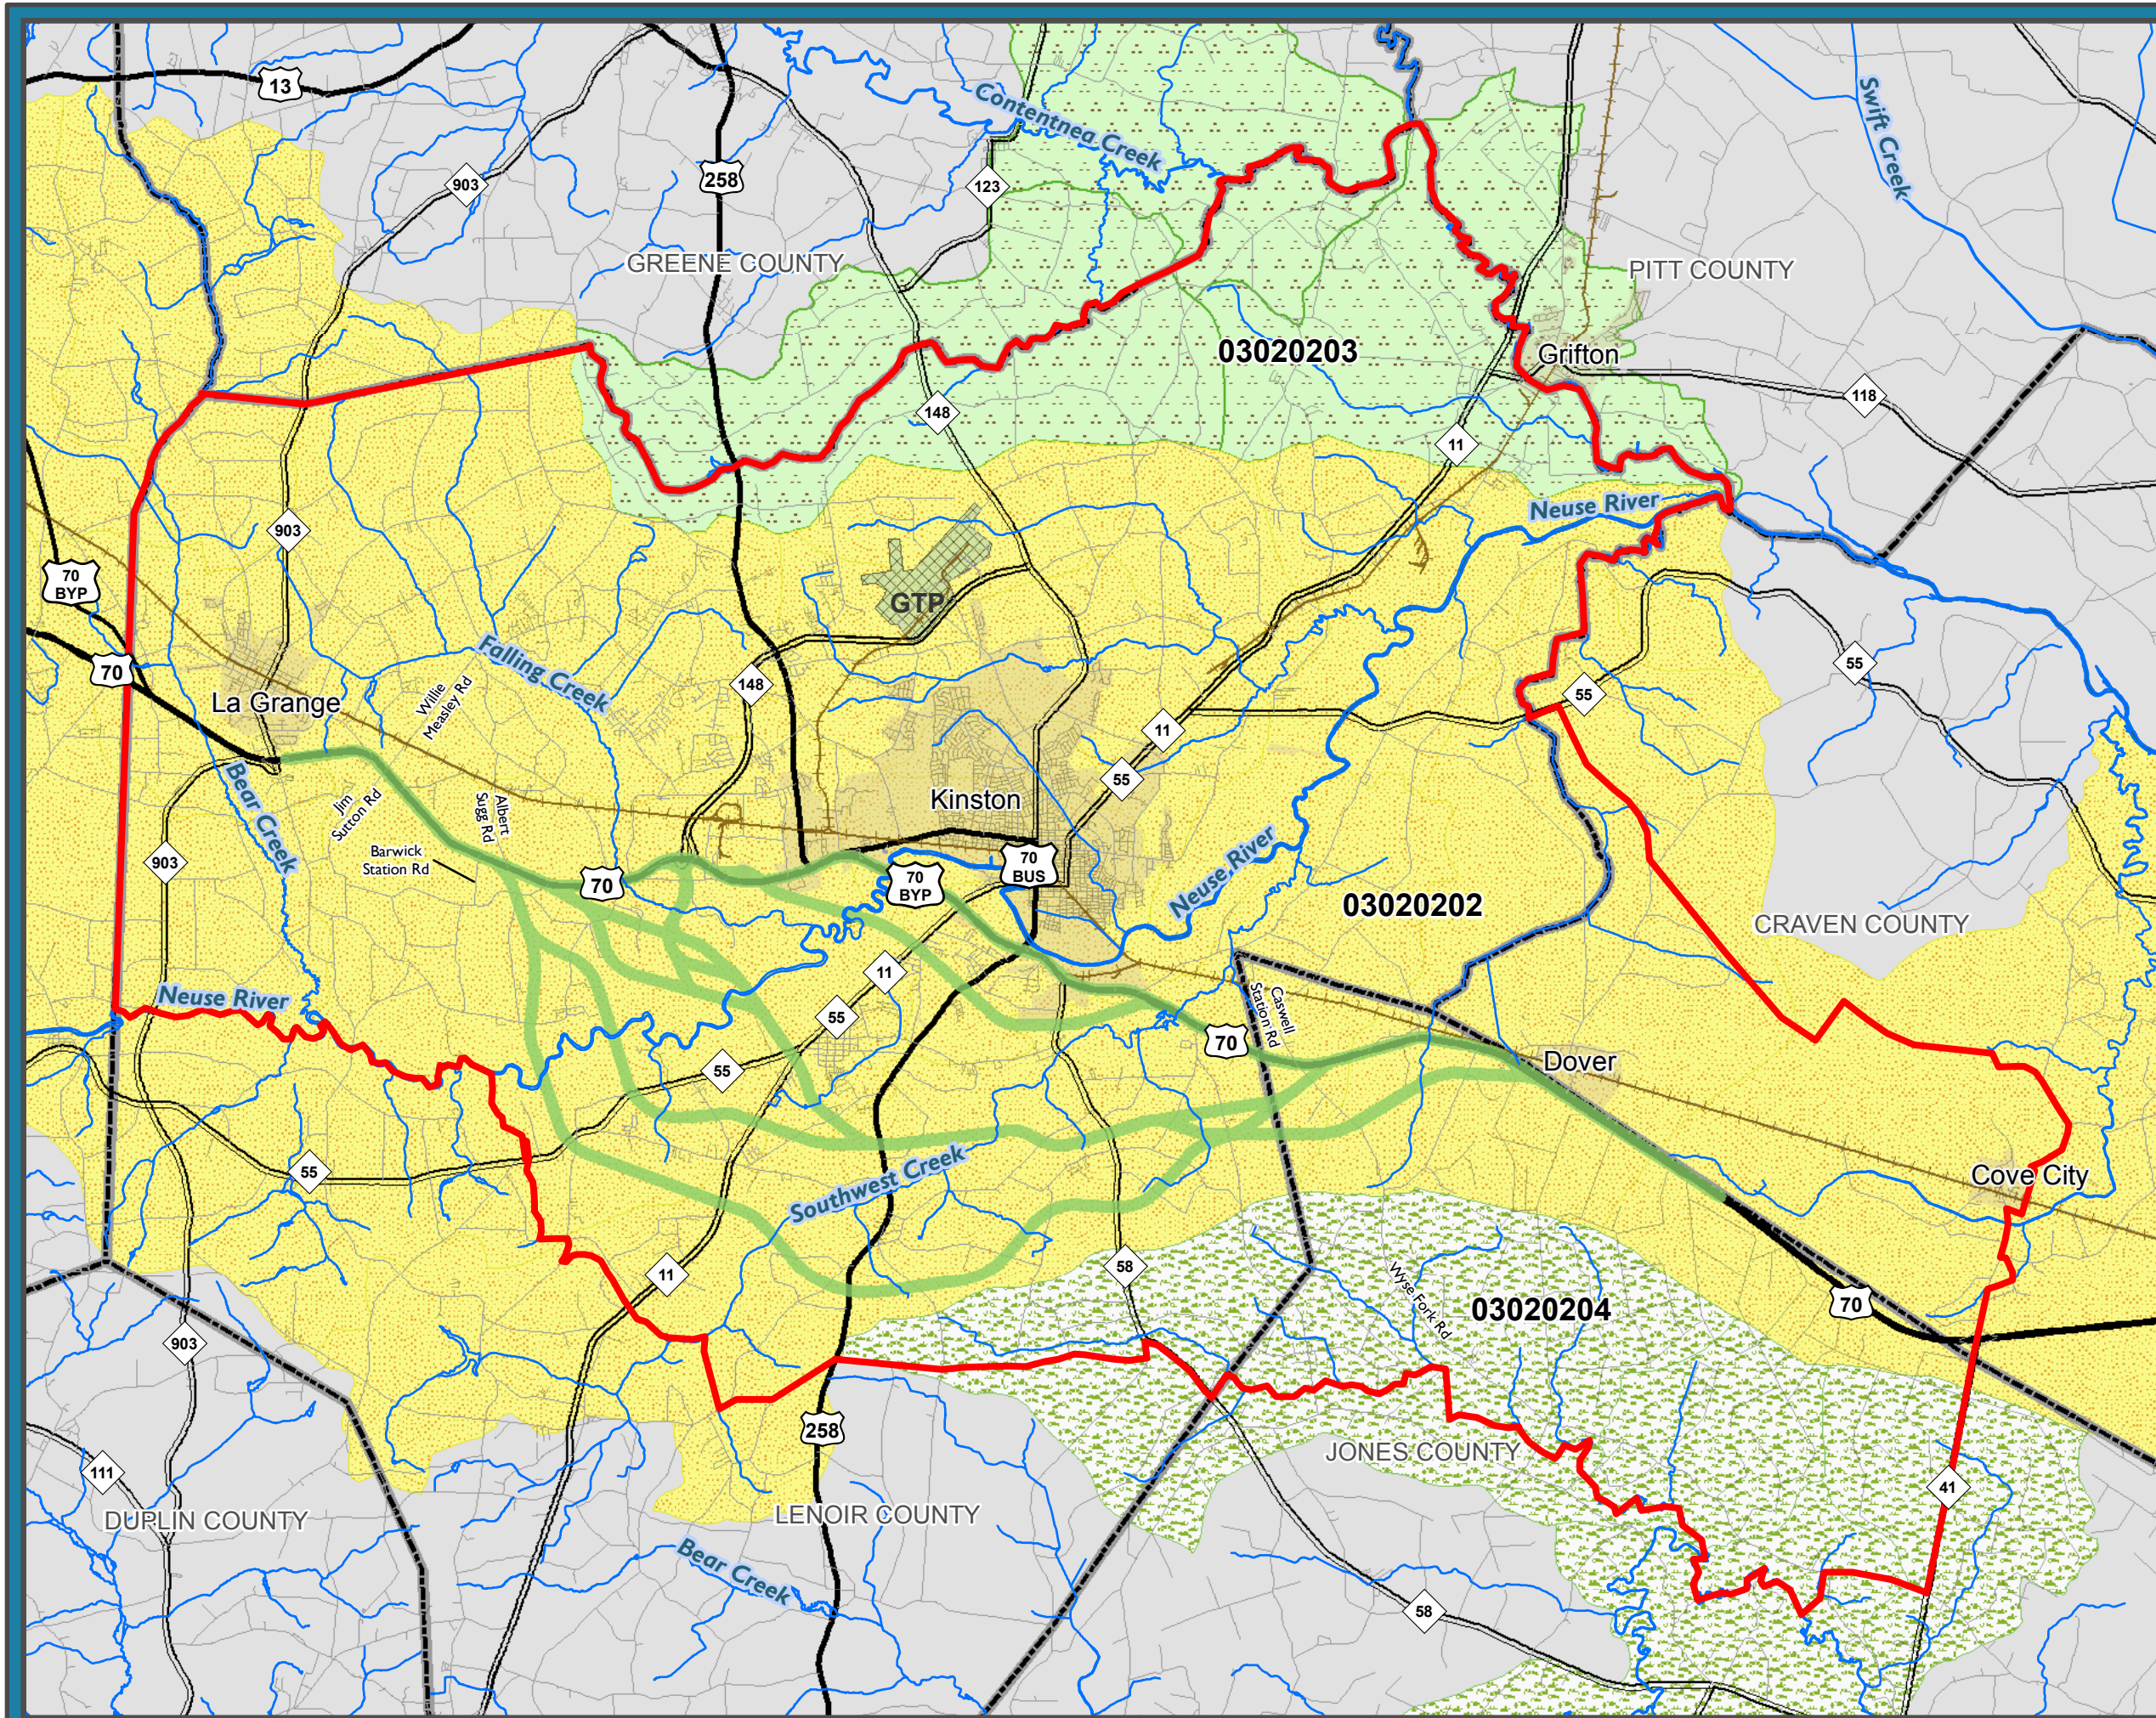 13
903
258
123
Contentnea Creek
Swift Creek
GREENE COUNTY
PITT COUNTY
03020203
Grifton
118
148
11
903
Neuse River
70
BYP
GTP
70
La Grange
Willie
Measley Rd
Falling Creek
148
55
55
11
55
Kinston
Bear Creek
Jim
Sutton Rd
Albert
Sugg Rd
Barwick
Station Rd
903
70
70
BYP
70
BUS
Neuse River
03020202
CRAVEN COUNTY
Neuse River
11
55
55
Caswell
Station Rd
70
Dover
55
Southwest Creek
Cove City
11
58
Wyse Fork Rd
03020204
70
903
258
JONES COUNTY
111
41
DUPLIN COUNTY
LENOIR COUNTY
Bear Creek
58